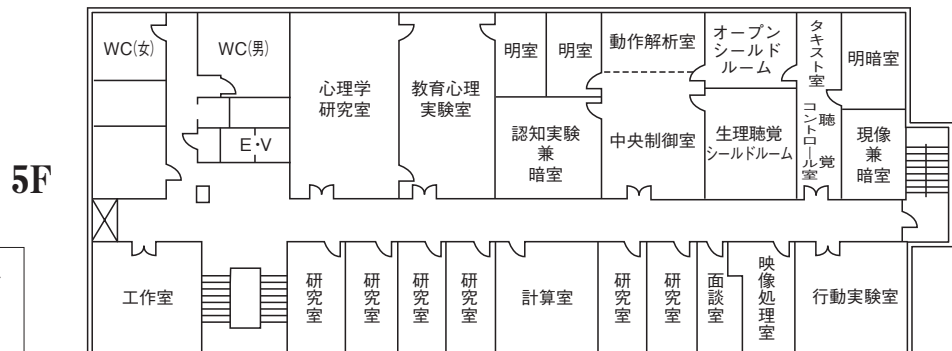 5F
WC(女)
WC(男)
E・V
心理学
研究室
教育心理
実験室
明室
明室
認知実験
兼
暗室
動作解析室
中央制御室
オープン
シールド
ルーム
生理聴覚
シールドルーム
タキスト室
聴覚
コントロール室
明暗室
現像
兼
暗室
工作室
研究室
研究室
研究室
研究室
計算室
研究室
研究室
面談室
映像処理室
行動実験室